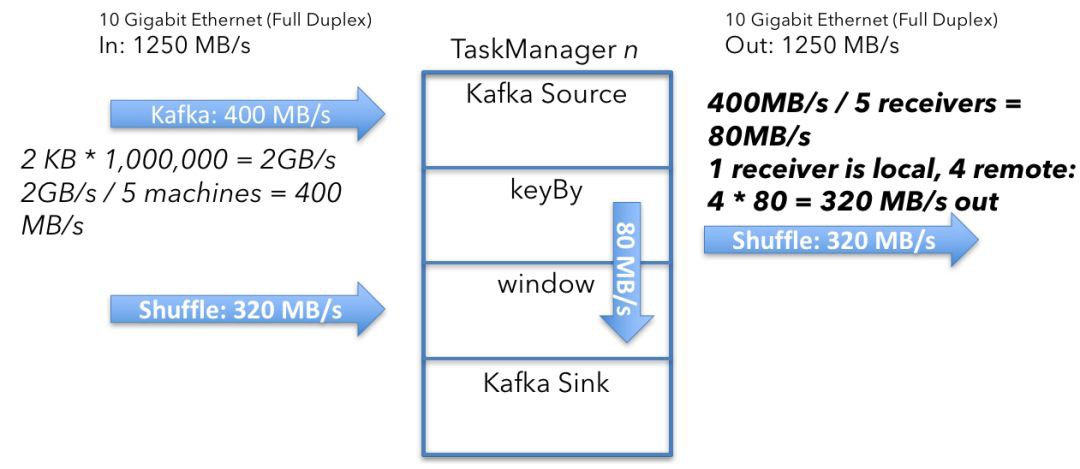 10 Gigabit Ethernet (Full Duplex)
In: 1250 MB/s
Kafka: 400 MB/s
2 KB * 1,000,000 = 2GB/s
2GB/s / 5 machines = 400
MB/s
Shuffle: 320 MB/s
TaskManager n
Kafka Source
keyBy
80 MB/s
window
Kafka Sink
10 Gigabit Ethernet (Full Duplex)
Out: 1250 MB/s
400MB/s / 5 receivers =
80MB/s
1 receiver is local, 4 remote:
4 * 80 = 320 MB/s out
Shuffle: 320 MB/s